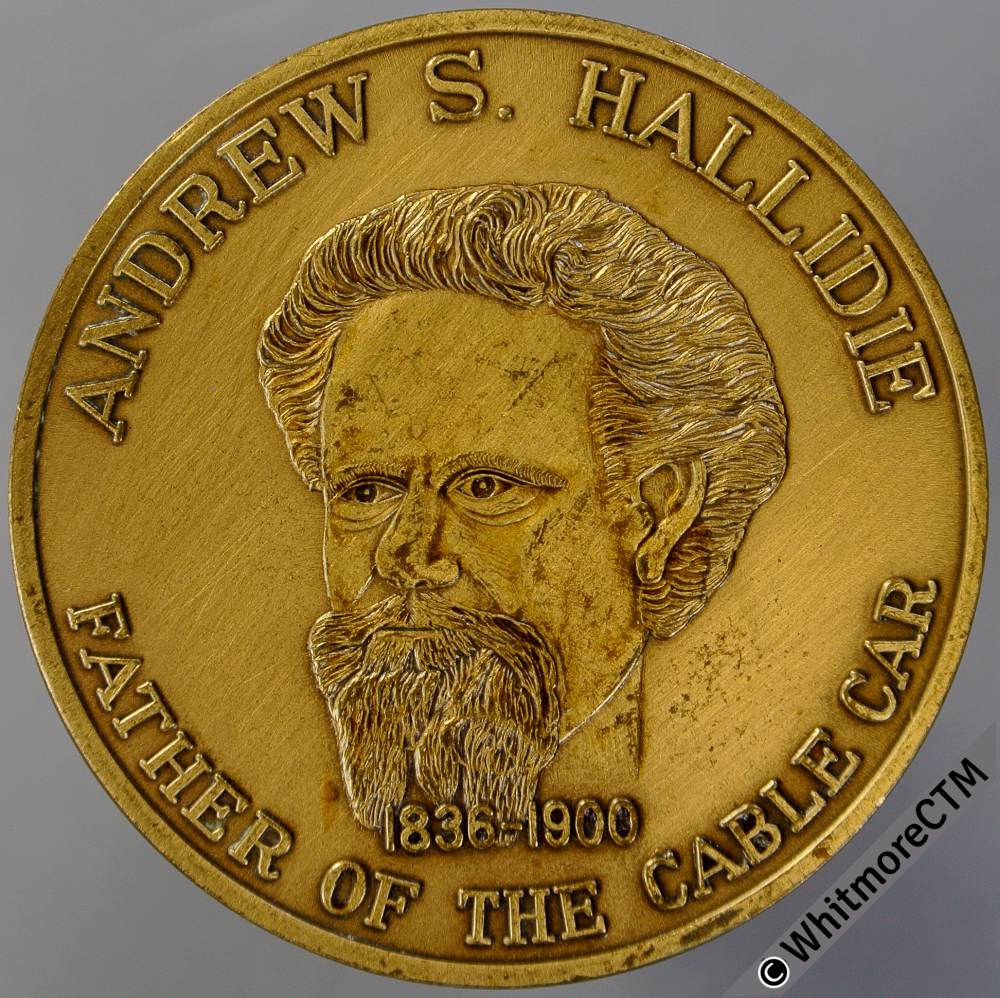 ANDREW S. HALLIDIE
1836-1900
FATHER OF THE CABLE CAR
© WhitmoreCTM